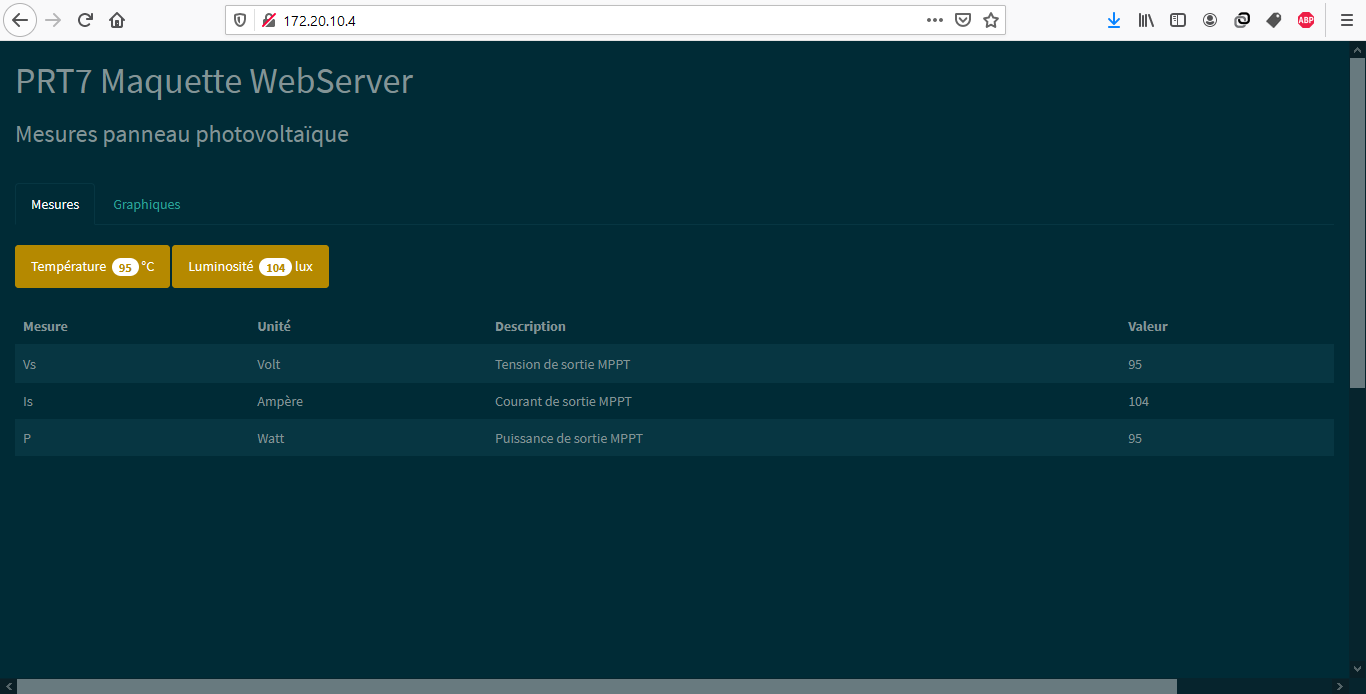 172.20.10.4
ABP
PRT7 Maquette WebServer
Mesures panneau photovoltaïque
Mesures Graphiques
Température 95 °C Luminosité 104 lux
Mesure Unité Description Valeur
Vs Volt Tension de sortie MPPT 95
Is Ampère Courant de sortie MPPT 104
P Watt Puissance de sortie MPPT 95